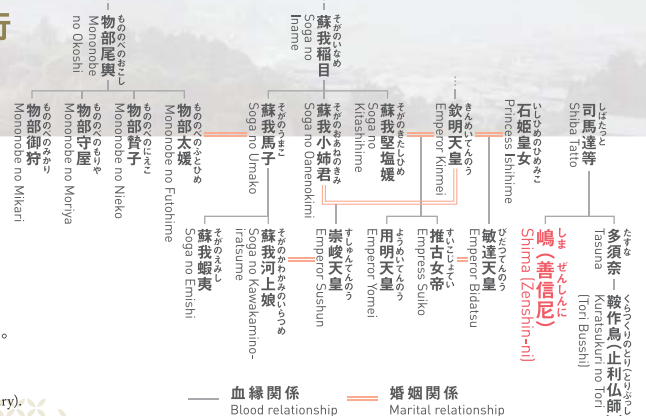 行
もののべのおこし
物部尾輿
Mononobe
no Okoshi
そがのいなめ
蘇我稲目
Soga no
Iname
もののべのみかり
物部御狩
Mononobe no Mikari
もののべのもりや
物部守屋
Mononobe no Moriya
もののべのにえこ
物部贄子
Mononobe no Nieko
もののべのふとひめ
物部太媛
Mononobe no Futohime
そがのうまこ
蘇我馬子
Soga no Umako
そがのおあねのきみ
蘇我小姉君
Soga no Oanenokimi
そがのきたしひめ
蘇我堅塩媛
Soga no
Kitashihime
きんめいてんのう
欽明天皇
Emperor Kinmei
いしひめのひめみこ
石姫皇女
Princess Ishihime
しばたっと
司馬達等
Shiba Tatto
そがのえみし
蘇我蝦夷
Soga no Emishi
そがのかわかみのいらつめ
蘇我河上娘
Soga no Kawakamino-
iratsume
すしゅんてんのう
崇峻天皇
Emperor Sushun
ようめいてんのう
用明天皇
Emperor Yomei
すいこじょてい
推古女帝
Empress Suiko
びだつてんのう
敏達天皇
Emperor Bidatsu
しま ぜんしんに
嶋(善信尼)
Shima (Zenshin-ni)
たすな
多須奈
Tasuna
くらつくりのとり(とりぶっし
鞍作鳥(止利仏師
Kuratsukuri no Tori
[Tori Busshi]
。
ry).
血縁関係
Blood relationship
婚姻関係
Marital relationship